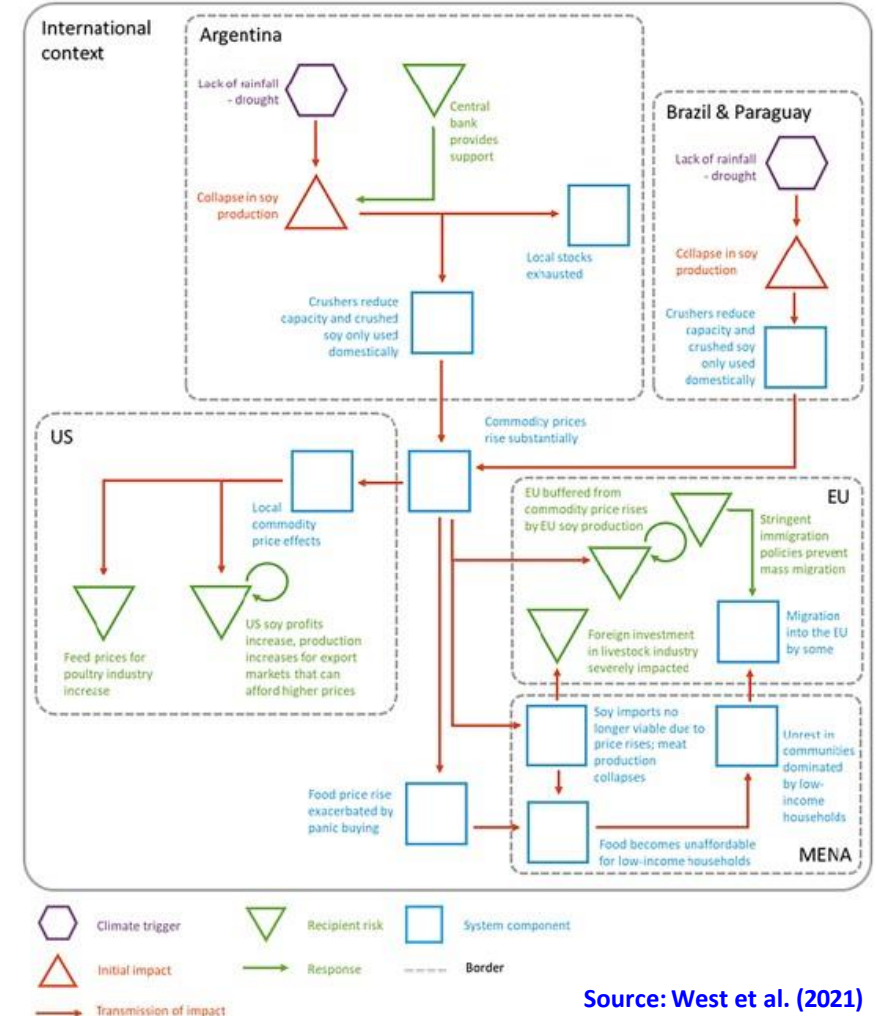 International
context
Argentina
Lack of rainfall
- drought
Central
bank
provides
support
Collapse in soy
production
Local stocks
exhausted
Crushers reduce
capacity and crushed
soy only used
domestically
Brazil & Paraguay
Lack of rainfall
- drought
Collapse in soy
production
Crushers reduce
capacity and
crushed soy
only used
domestically
Commodity prices
rise substantially
US
Local
commodity
price effects
Feed prices for
poultry industry
increase
US soy profits
increase, production
increases for export
markets that can
afford higher prices
EU
EU buffered from
commodity price rises
by EU soy production
Stringent
immigration
policies prevent
mass migration
Foreign investment
in livestock industry
severely impacted
Migration
into the EU
by some
Soy imports no
longer viable due to
price rises; meat
production
collapses
Unrest in
communities
dominated
by low-
income
households
Food price rise
exacerbated by
panic buying
Food becomes unaffordable
for low-income households
MENA
Climate trigger
Recipient risk
System component
Initial impact
Response
Border
Transmission of impact
Source: West et al. (2021)